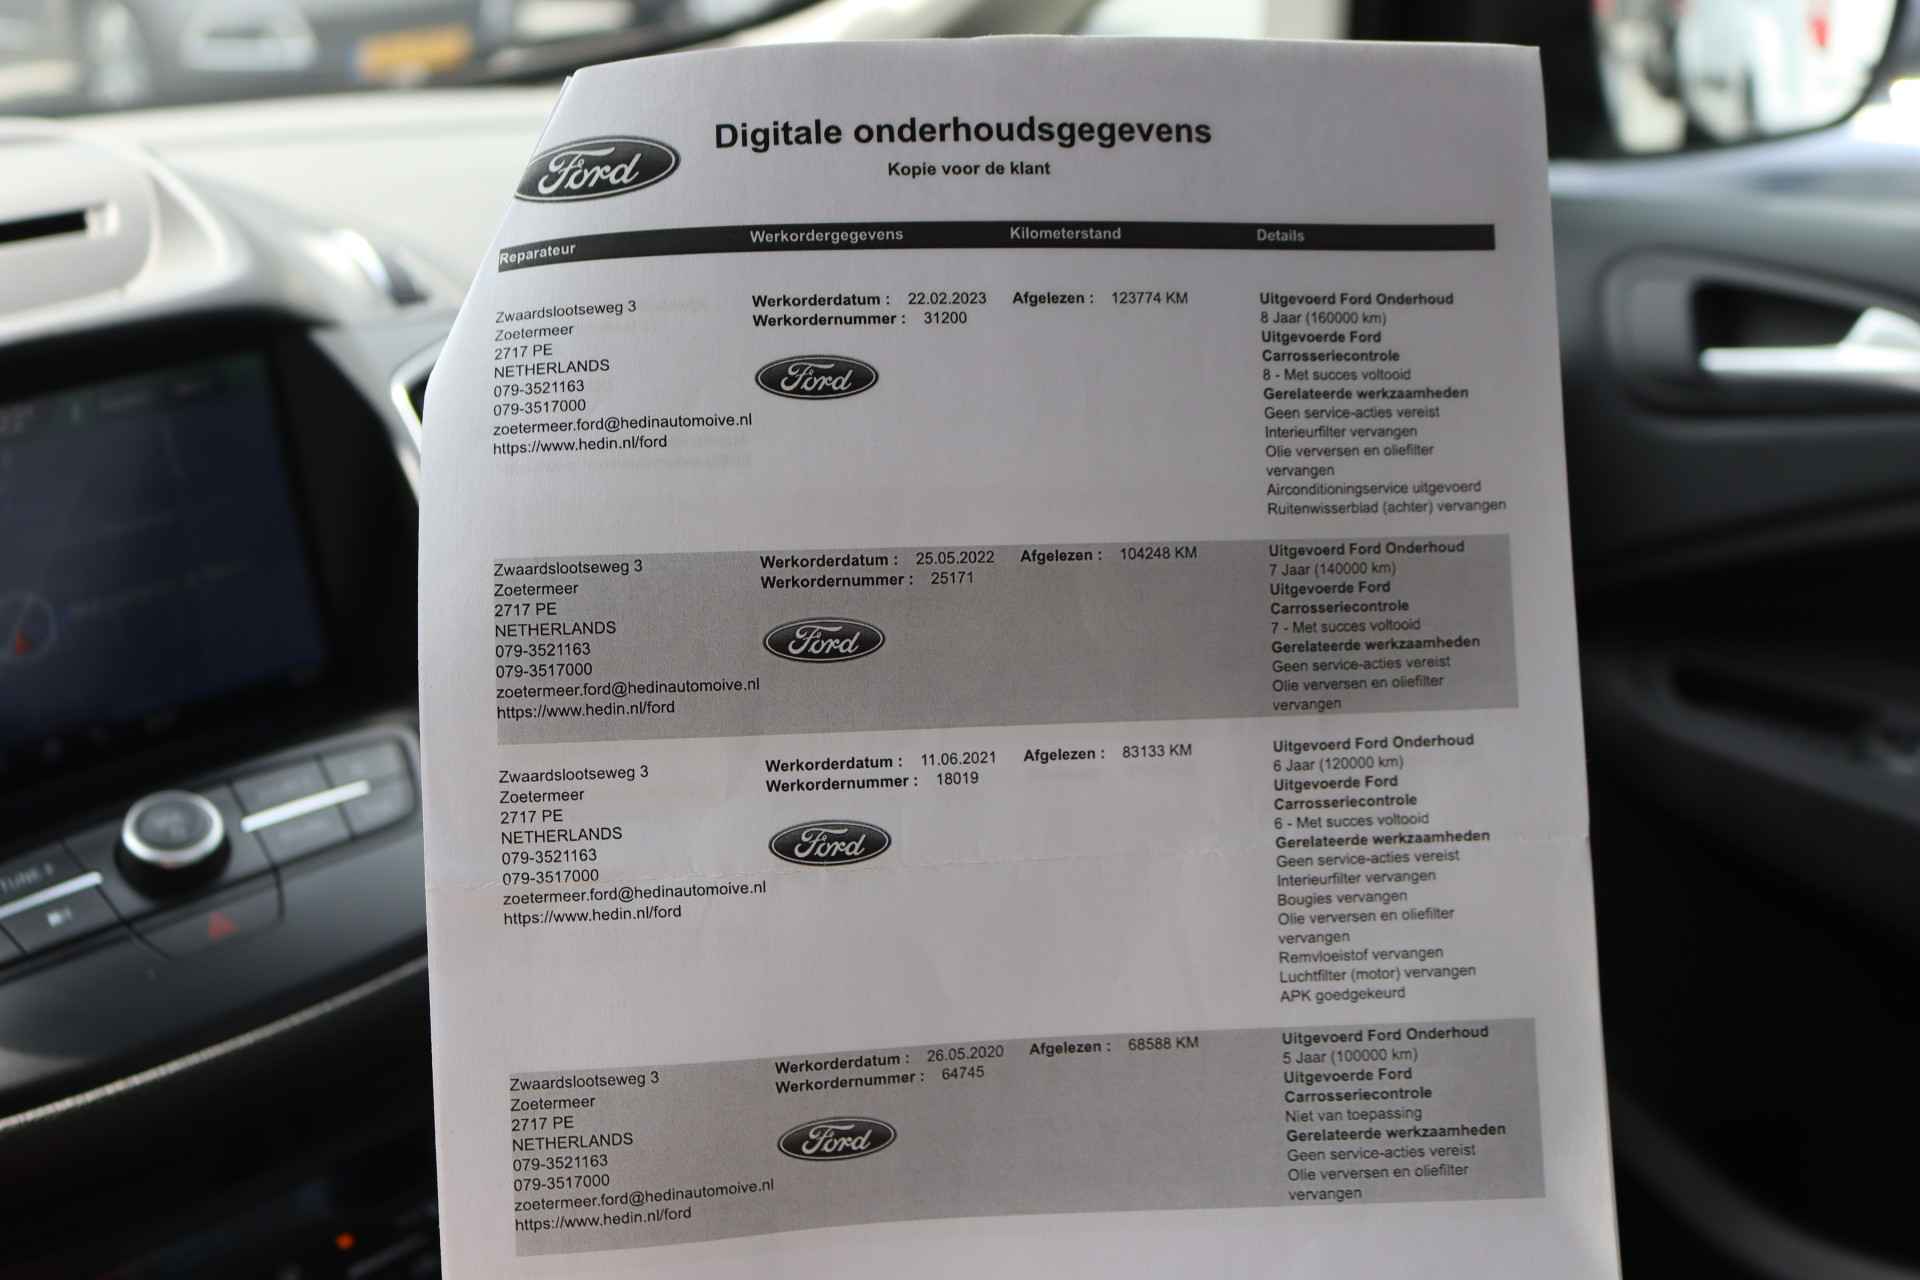 Ford
Digitale onderhoudsgegevens
Kopie voor de klant
Reparateur Werkordergegevens Kilometerstand Details
Zwaardslootseweg 3
Zoetermeer
2717 PE
NETHERLANDS
079-3521163
079-3517000
zoetermeer.ford@hedinautomoive.nl
https://www.hedin.nl/ford
Werkorderdatum : 22.02.2023
Werkordernummer : 31200
Ford
Afgelezen : 123774 KM
Uitgevoerd Ford Onderhoud
8 Jaar (160000 km)
Uitgevoerde Ford
Carrosseriecontrole
8 - Met succes voltooid
Gerelateerde werkzaamheden
Geen service-acties vereist
Interieurfilter vervangen
Olie verversen en oliefilter
vervangen
Airconditioningservice uitgevoerd
Ruitenwisserblad (achter) vervangen
Zwaardslootseweg 3
Zoetermeer
2717 PE
NETHERLANDS
079-3521163
079-3517000
zoetermeer.ford@hedinautomoive.nl
https://www.hedin.nl/ford
Werkorderdatum : 25.05.2022
Werkordernummer : 25171
Ford
Afgelezen : 104248 KM
Uitgevoerd Ford Onderhoud
7 Jaar (140000 km)
Uitgevoerde Ford
Carrosseriecontrole
7 - Met succes voltooid
Gerelateerde werkzaamheden
Geen service-acties vereist
Olie verversen en oliefilter
vervangen
Zwaardslootseweg 3
Zoetermeer
2717 PE
NETHERLANDS
079-3521163
079-3517000
zoetermeer.ford@hedinautomoive.nl
https://www.hedin.nl/ford
Werkorderdatum : 11.06.2021
Werkordernummer : 18019
Ford
Afgelezen : 83133 KM
Uitgevoerd Ford Onderhoud
6 Jaar (120000 km)
Uitgevoerde Ford
Carrosseriecontrole
6 - Met succes voltooid
Gerelateerde werkzaamheden
Geen service-acties vereist
Interieurfilter vervangen
Bougies vervangen
Olie verversen en oliefilter
vervangen
Remvloeistof vervangen
Luchtfilter (motor) vervangen
APK goedgekeurd
Zwaardslootseweg 3
Zoetermeer
2717 PE
NETHERLANDS
079-3521163
079-3517000
zoetermeer.ford@hedinautomoive.nl
https://www.hedin.nl/ford
Werkorderdatum : 26.05.2020
Werkordernummer : 64745
Ford
Afgelezen : 68588 KM
Uitgevoerd Ford Onderhoud
5 Jaar (100000 km)
Uitgevoerde Ford
Carrosseriecontrole
Niet van toepassing
Gerelateerde werkzaamheden
Geen service-acties vereist
Olie verversen en oliefilter
vervangen
TUNE